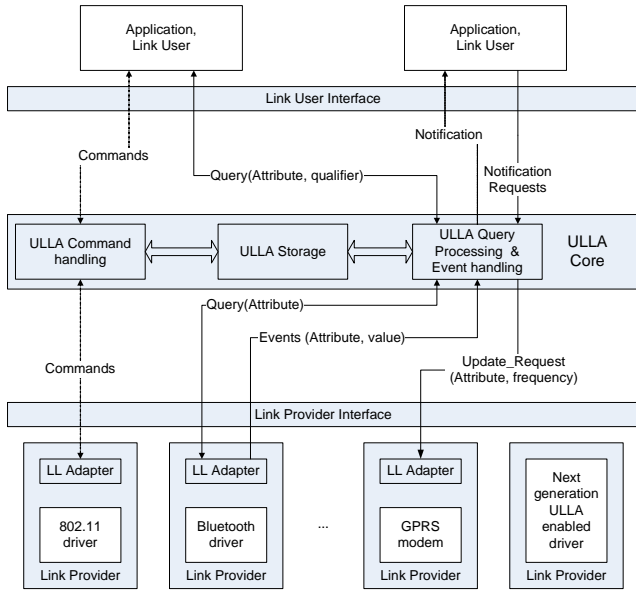 Application,
Link User
Application,
Link User
Link User Interface
Notification
Commands
Query(Attribute, qualifier)
Notification
Requests
ULLA Command
handling
ULLA Storage
ULLA Query
Processing &
Event handling
ULLA
Core
Query(Attribute)
Events (Attribute, value)
Commands
Update_Request
(Attribute, frequency)
Link Provider Interface
LL Adapter
LL Adapter
LL Adapter
802.11
driver
Bluetooth
driver
...
GPRS
modem
Next
generation
ULLA
enabled
driver
Link Provider
Link Provider
Link Provider
Link Provider